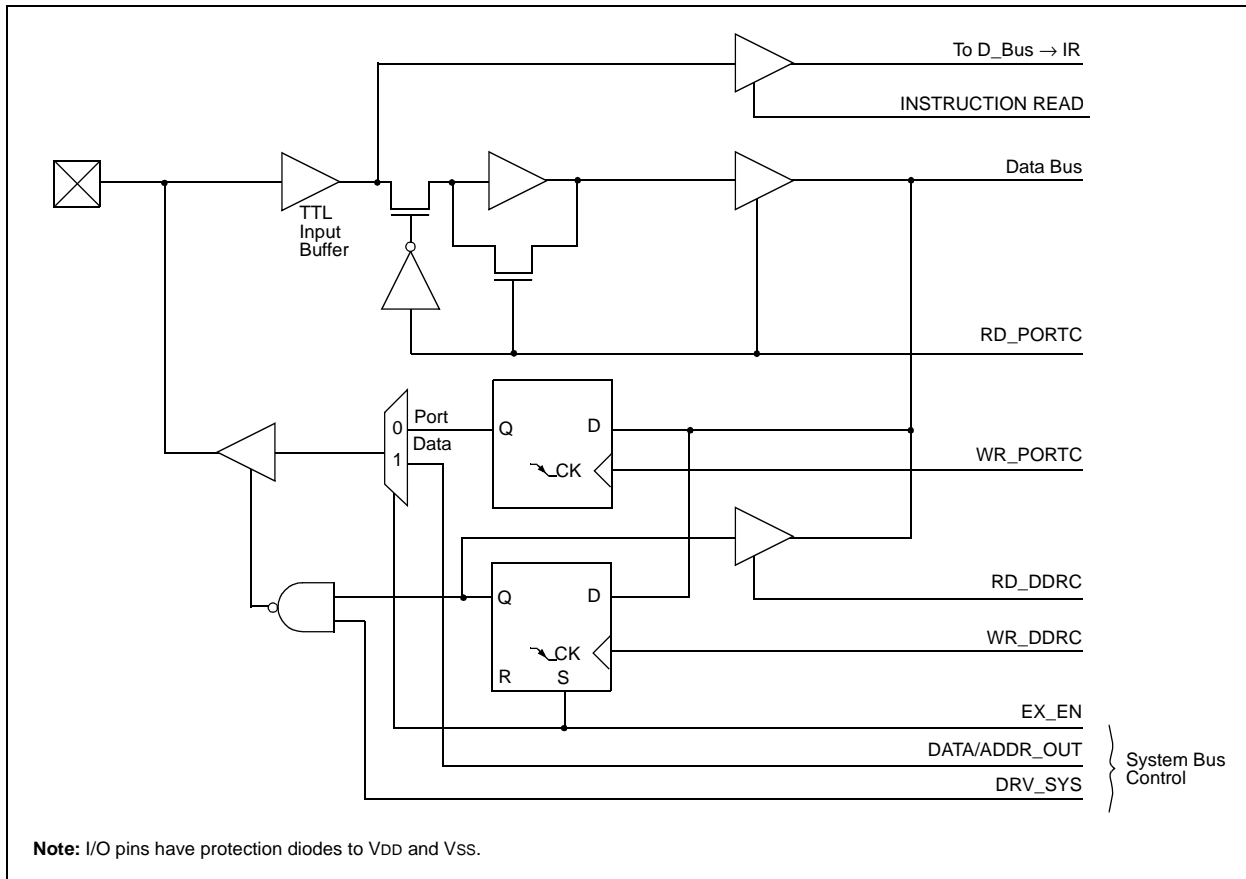 To D_Bus → IR
INSTRUCTION READ
Data Bus
TTL
Input
Buffer
RD_PORTC
0
Port
Data
1
Q
D
CK
WR_PORTC
RD_DDRC
Q
D
CK
R
S
WR_DDRC
EX_EN
DATA/ADDR_OUT
DRV_SYS
System Bus
Control
Note: I/O pins have protection diodes to VDD and VSS.